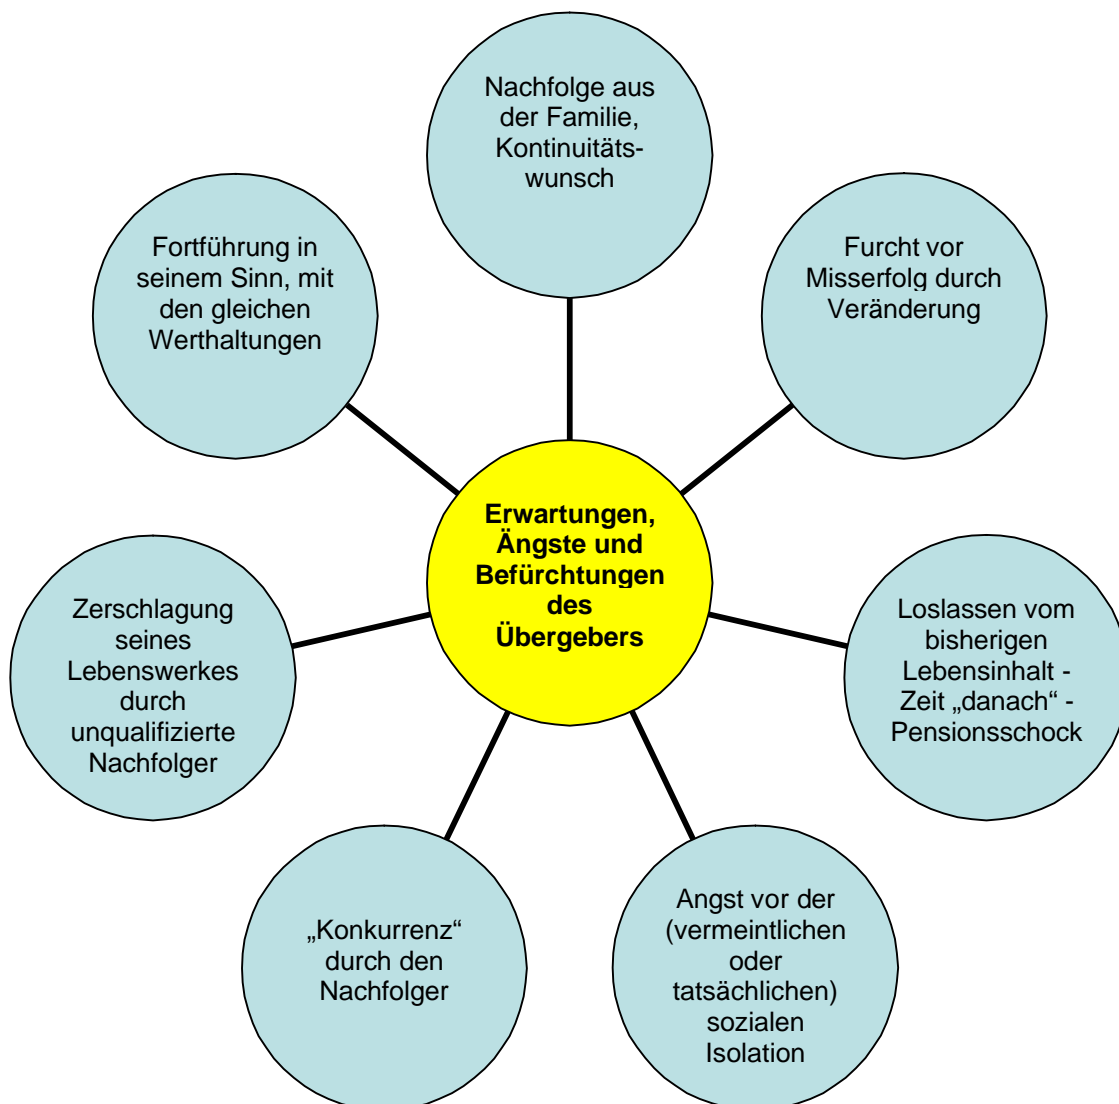 Nachfolge aus
der Familie,
Kontinuitäts-
wunsch
Furcht vor
Misserfolg durch
Veränderung
Loslassen vom
bisherigen
Lebensinhalt -
Zeit „danach“ -
Pensionsschock
Angst vor der
(vermeintlichen
oder
tatsächlichen)
sozialen
Isolation
„Konkurrenz“
durch den
Nachfolger
Zerschlagung
seines
Lebenswerkes
durch
unqualifizierte
Nachfolger
Fortführung in
seinem Sinn, mit
den gleichen
Werthaltungen
Erwartungen,
Ängste und
Befürchtungen
des
Übergebers